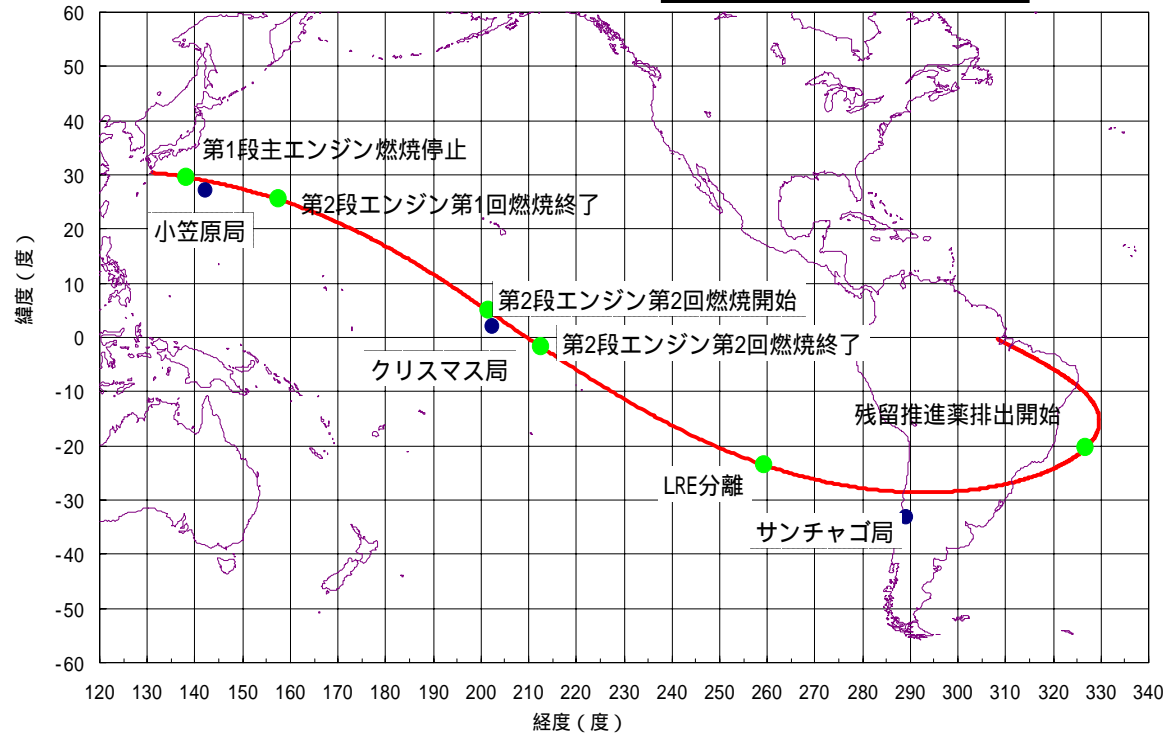 60
50
40
30
20
10
0
-10
-20
-30
-40
-50
-60
緯度（度）
第1段主エンジン燃焼停止
小笠原局
第2段エンジン第1回燃焼終了
第2段エンジン第2回燃焼開始
クリスマス局
第2段エンジン第2回燃焼終了
残留推進薬排出開始
LRE分離
サンチャゴ局
120 130 140 150 160 170 180 190 200 210 220 230 240 250 260 270 280 290 300 310 320 330 340
経度（度）